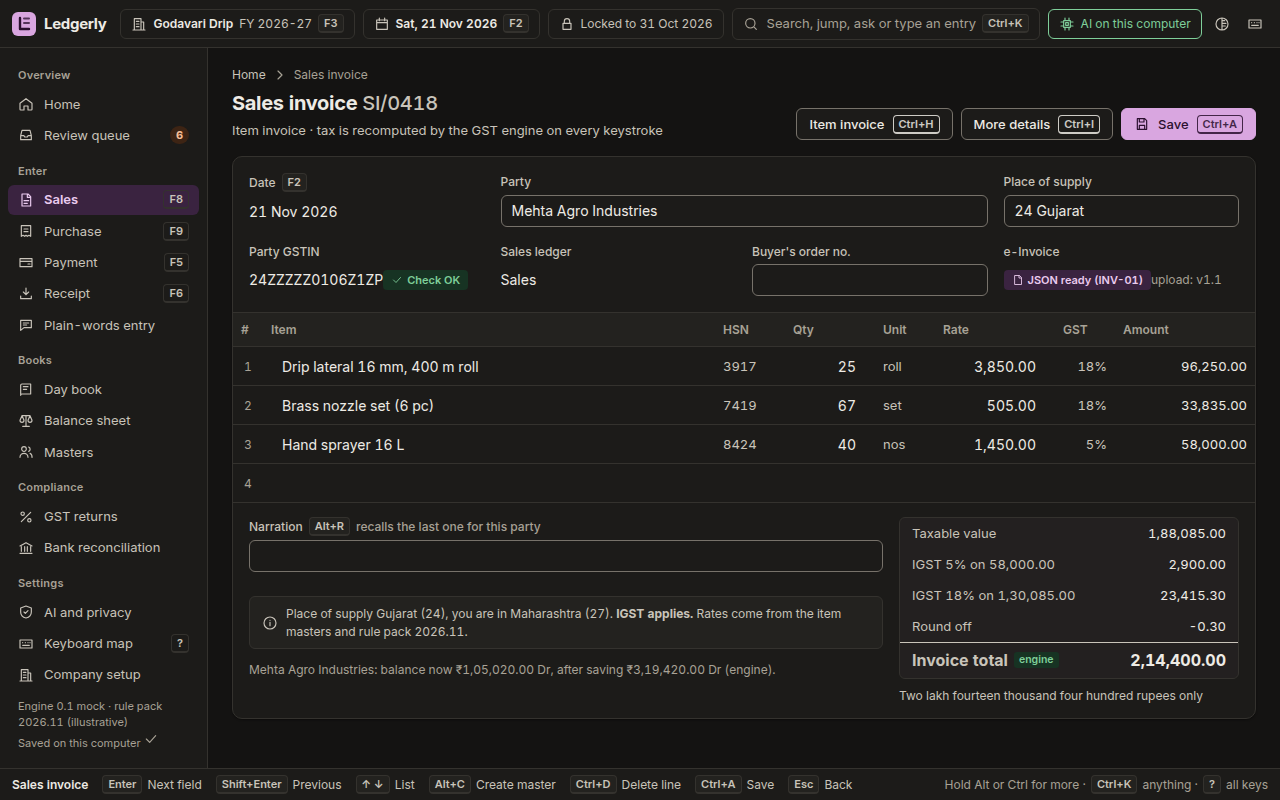 Ledgerly
Godavari Drip FY 2026-27 F3
Sat, 21 Nov 2026 F2
Locked to 31 Oct 2026
Search, jump, ask or type an entry Ctrl+K
AI on this computer
Overview
Home
Review queue 6
Enter
Sales F8
Purchase F9
Payment F5
Receipt F6
Plain-words entry
Books
Day book
Balance sheet
Masters
Compliance
GST returns
Bank reconciliation
Settings
AI and privacy
Keyboard map ?
Company setup
Engine 0.1 mock · rule pack
2026.11 (illustrative)
Saved on this computer
Home > Sales invoice
Sales invoice SI/0418
Item invoice · tax is recomputed by the GST engine on every keystroke
Item invoice Ctrl+H
More details Ctrl+I
Save Ctrl+A
Date F2 Party Place of supply
21 Nov 2026 Mehta Agro Industries 24 Gujarat
Party GSTIN Sales ledger Buyer's order no. e-Invoice
24ZZZZZ0106Z1ZP Check OK Sales JSON ready (INV-01) upload: v1.1
# Item HSN Qty Unit Rate GST Amount
1 Drip lateral 16 mm, 400 m roll 3917 25 roll 3,850.00 18% 96,250.00
2 Brass nozzle set (6 pc) 7419 67 set 505.00 18% 33,835.00
3 Hand sprayer 16 L 8424 40 nos 1,450.00 5% 58,000.00
4
Narration Alt+R recalls the last one for this party
Place of supply Gujarat (24), you are in Maharashtra (27). IGST applies. Rates come from the item
masters and rule pack 2026.11.
Mehta Agro Industries: balance now ₹1,05,020.00 Dr, after saving ₹3,19,420.00 Dr (engine).
Taxable value 1,88,085.00
IGST 5% on 58,000.00 2,900.00
IGST 18% on 1,30,085.00 23,415.30
Round off -0.30
Invoice total engine 2,14,400.00
Two lakh fourteen thousand four hundred rupees only
Sales invoice Enter Next field Shift+Enter Previous ↑↓ List Alt+C Create master Ctrl+D Delete line Ctrl+A Save Esc Back Hold Alt or Ctrl for more · Ctrl+K anything · ? all keys